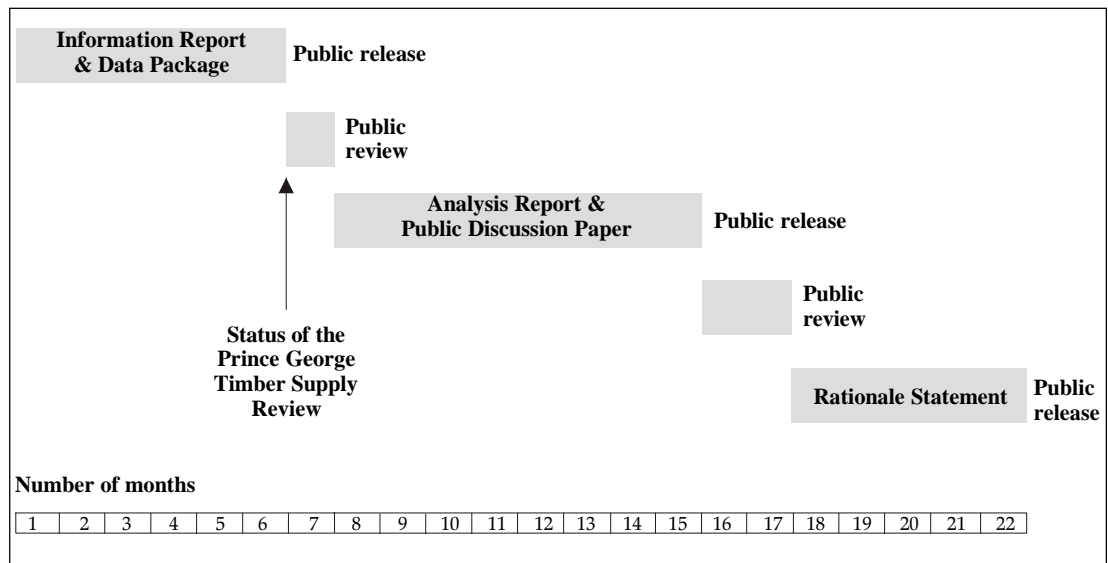 Information Report
& Data Package
Public release
Public
review
Analysis Report &
Public Discussion Paper
Public release
Public
review
Status of the
Prince George
Timber Supply
Review
Rationale Statement
Public
release
Number of months
1 2 3 4 5 6 7 8 9 10 11 12 13 14 15 16 17 18 19 20 21 22